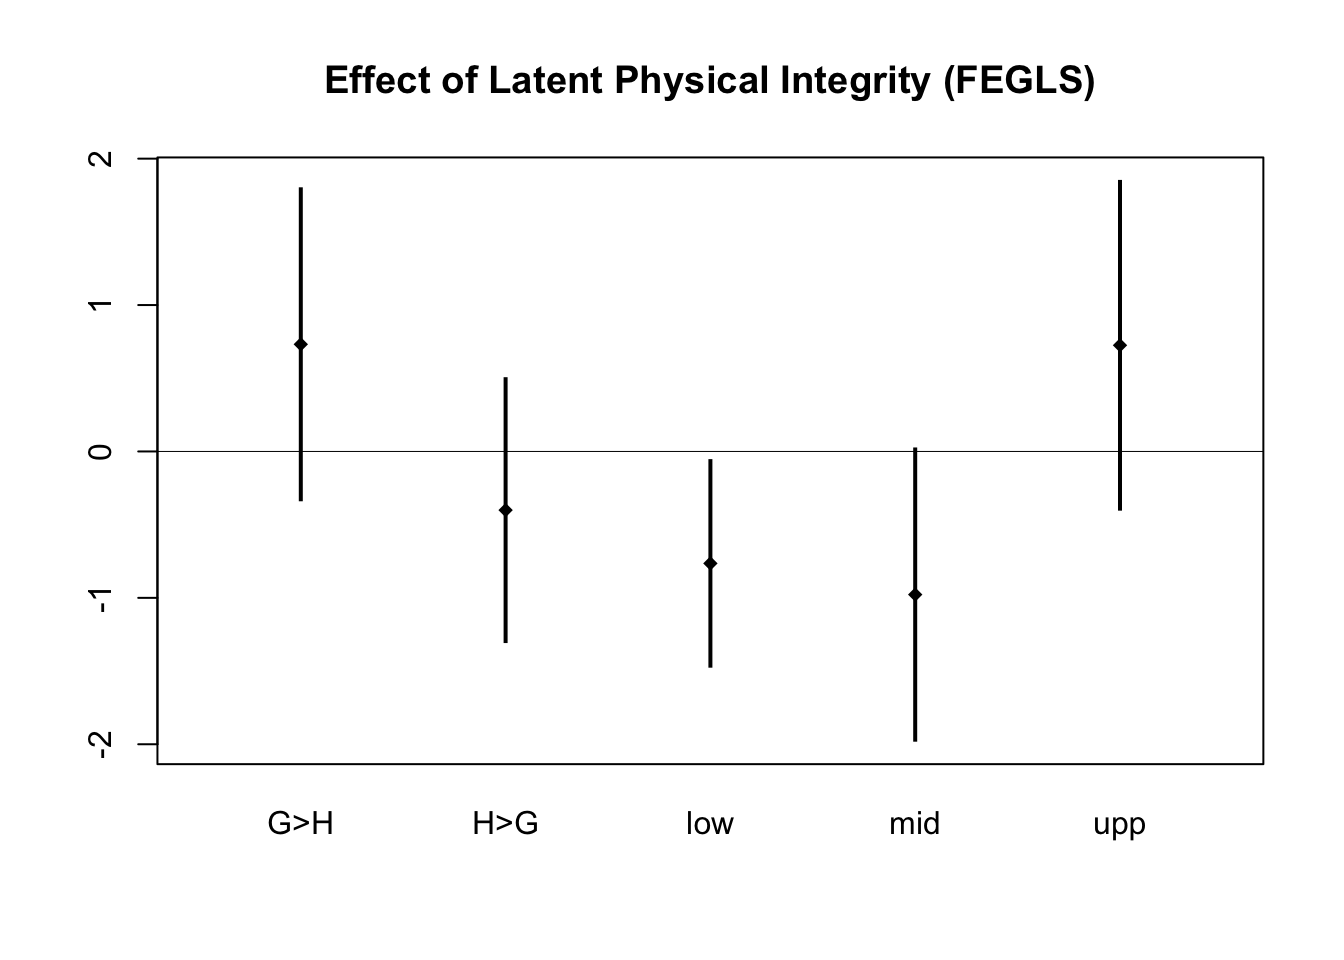 Effect of Latent Physical Integrity (FEGLS)
2
1
0
-1
-2
G>H H>G low mid upp